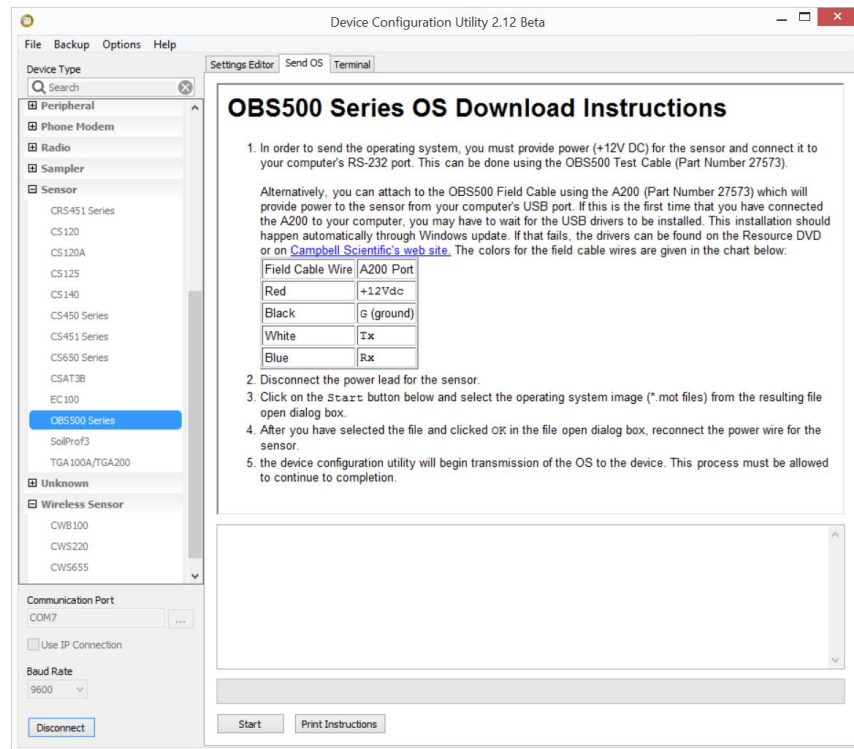 Device Configuration Utility 2.12 Beta
File Backup Options Help
Device Type
Search
Peripheral
Phone Modem
Radio
Sampler
Sensor
CRS451 Series
CS120
CS120A
CS125
CS140
CS450 Series
CS451 Series
CS650 Series
CSAT3B
EC100
OBS500 Series
SoilProf3
TGA100A/TGA200
Unknown
Wireless Sensor
CWB100
CWS220
CWS655
Communication Port
COM7
...
Use IP Connection
Baud Rate
9600
Disconnect
Settings Editor Send OS Terminal
OBS500 Series OS Download Instructions
1. In order to send the operating system, you must provide power (+12V DC) for the sensor and connect it to
your computer's RS-232 port. This can be done using the OBS500 Test Cable (Part Number 27573).
Alternatively, you can attach to the OBS500 Field Cable using the A200 (Part Number 27573) which will
provide power to the sensor from your computer's USB port. If this is the first time that you have connected
the A200 to your computer, you may have to wait for the USB drivers to be installed. This installation should
happen automatically through Windows update. If that fails, the drivers can be found on the Resource DVD
or on Campbell Scientific's web site. The colors for the field cable wires are given in the chart below:
Field Cable Wire A200 Port
Red +12Vdc
Black G (ground)
White Tx
Blue Rx
2. Disconnect the power lead for the sensor.
3. Click on the Start button below and select the operating system image (*.mot files) from the resulting file
open dialog box.
4. After you have selected the file and clicked OK in the file open dialog box, reconnect the power wire for the
sensor.
5. the device configuration utility will begin transmission of the OS to the device. This process must be allowed
to continue to completion.
Start Print Instructions